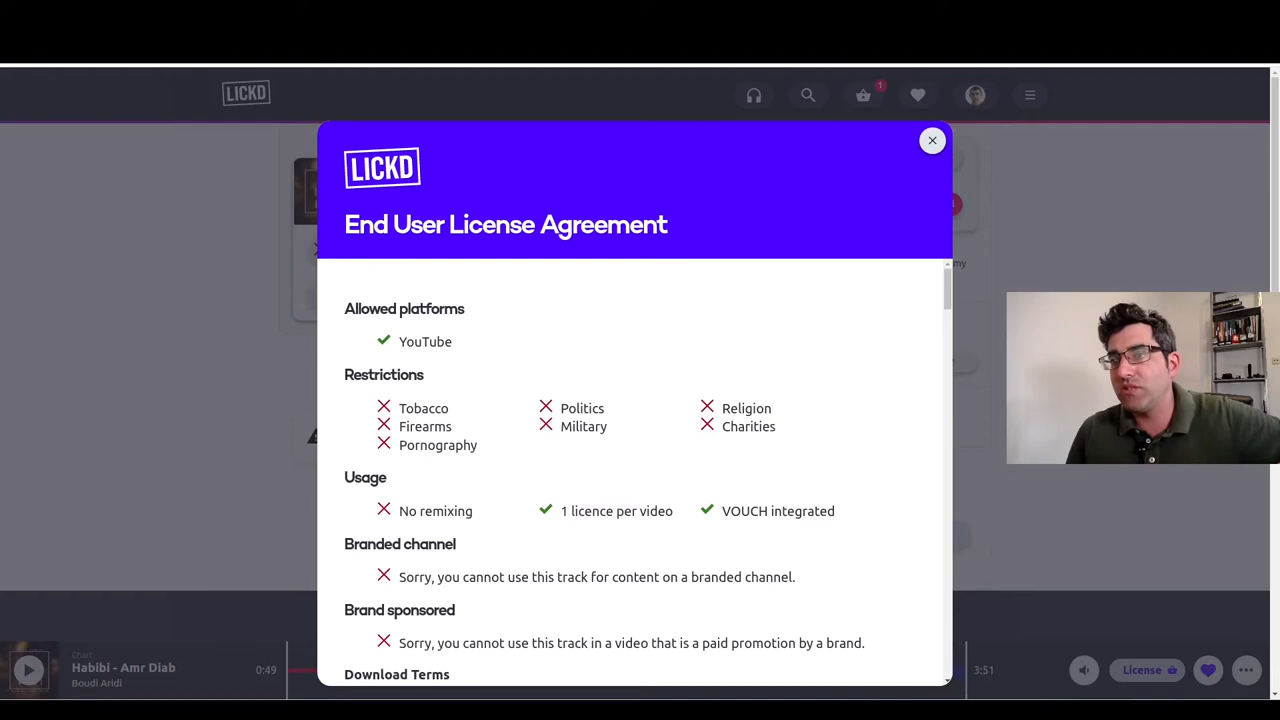 LICKD
1
LICKD
End User License Agreement
my
Allowed platforms
YouTube
Restrictions
Tobacco Politics Religion
Firearms Military Charities
Pornography
Usage
No remixing 1 licence per video VOUCH integrated
Branded channel
Sorry, you cannot use this track for content on a branded channel.
Brand sponsored
Sorry, you cannot use this track in a video that is a paid promotion by a brand.
Download Terms
Chart
Habibi - Amr Diab
Boudi Aridi
0:49
3:51
License